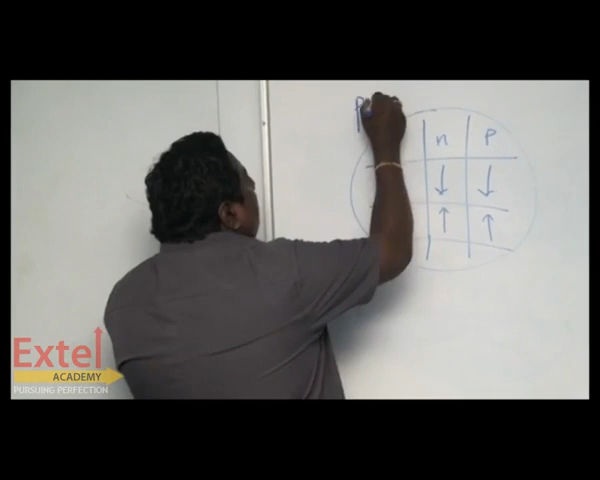 P
n P
↓ ↓
↑ ↑
Extel
ACADEMY
PURSUING PERFECTION